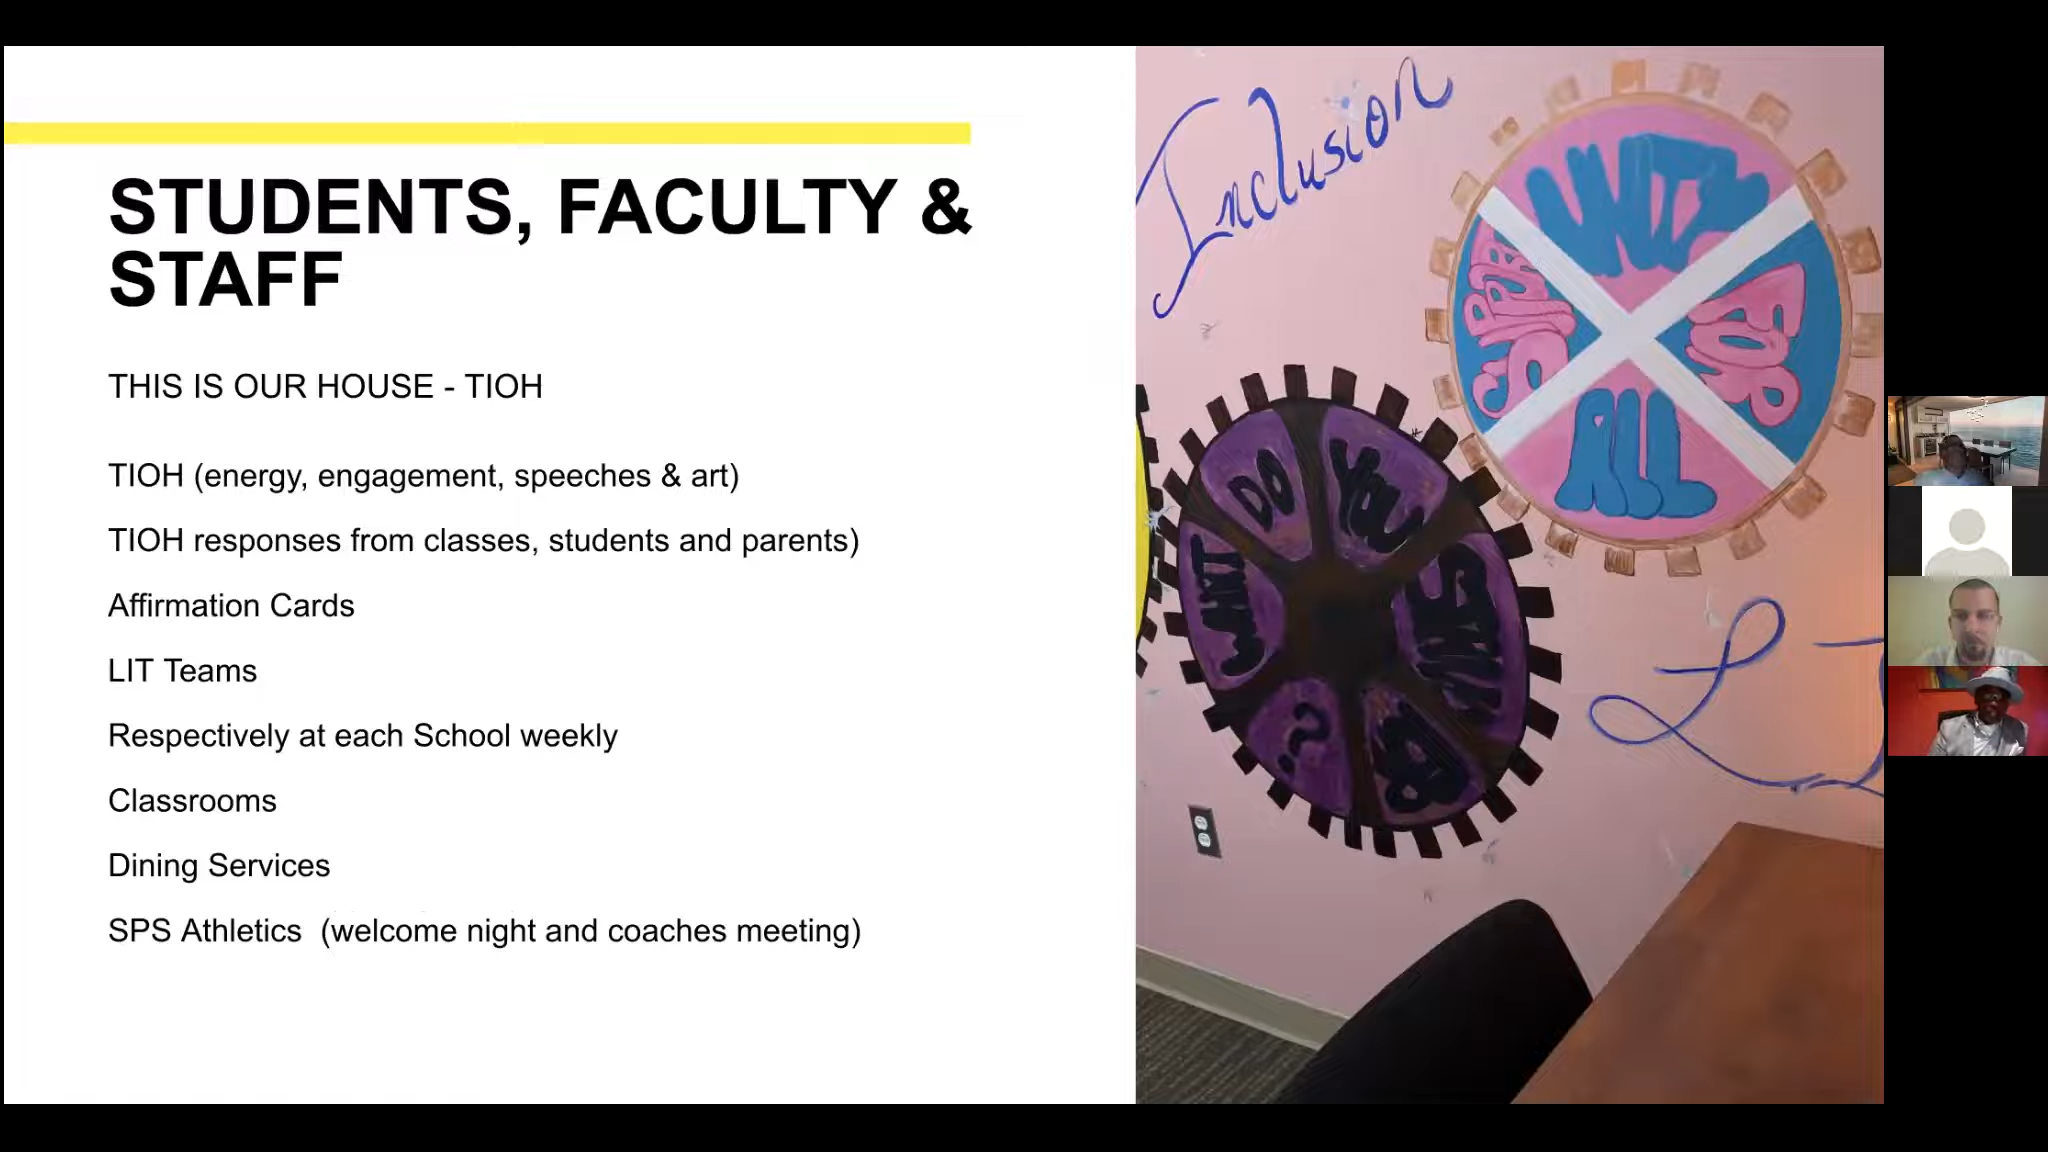 STUDENTS, FACULTY &
STAFF
THIS IS OUR HOUSE - TIOH
TIOH (energy, engagement, speeches & art)
TIOH responses from classes, students and parents)
Affirmation Cards
LIT Teams
Respectively at each School weekly
Classrooms
Dining Services
SPS Athletics  (welcome night and coaches meeting)
Inclusion
UNITY
FOR
ALL
WHAT
DO
YOU
?